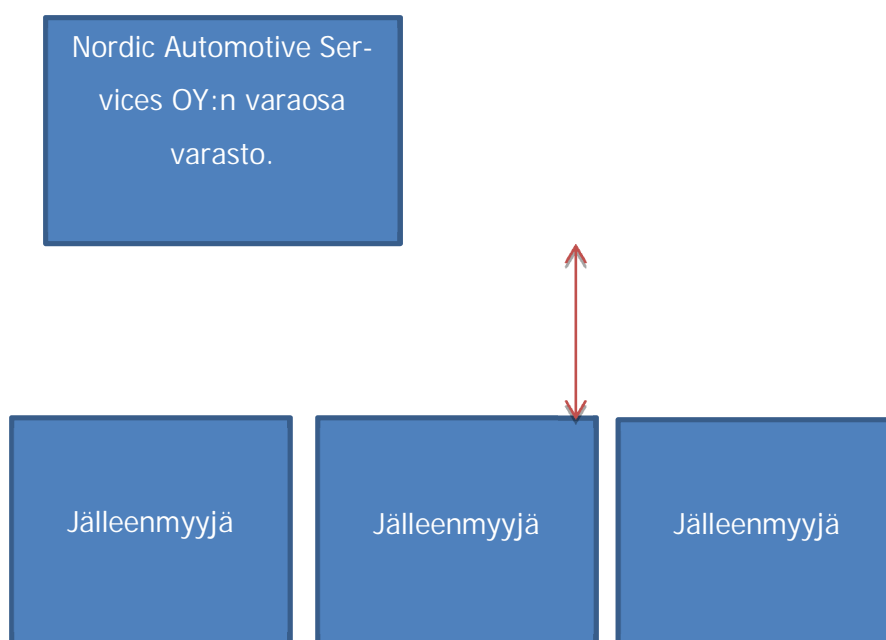 Nordic Automotive Ser-
vices OY:n varaosa
varasto.
Jälleenmyyjä
Jälleenmyyjä
Jälleenmyyjä